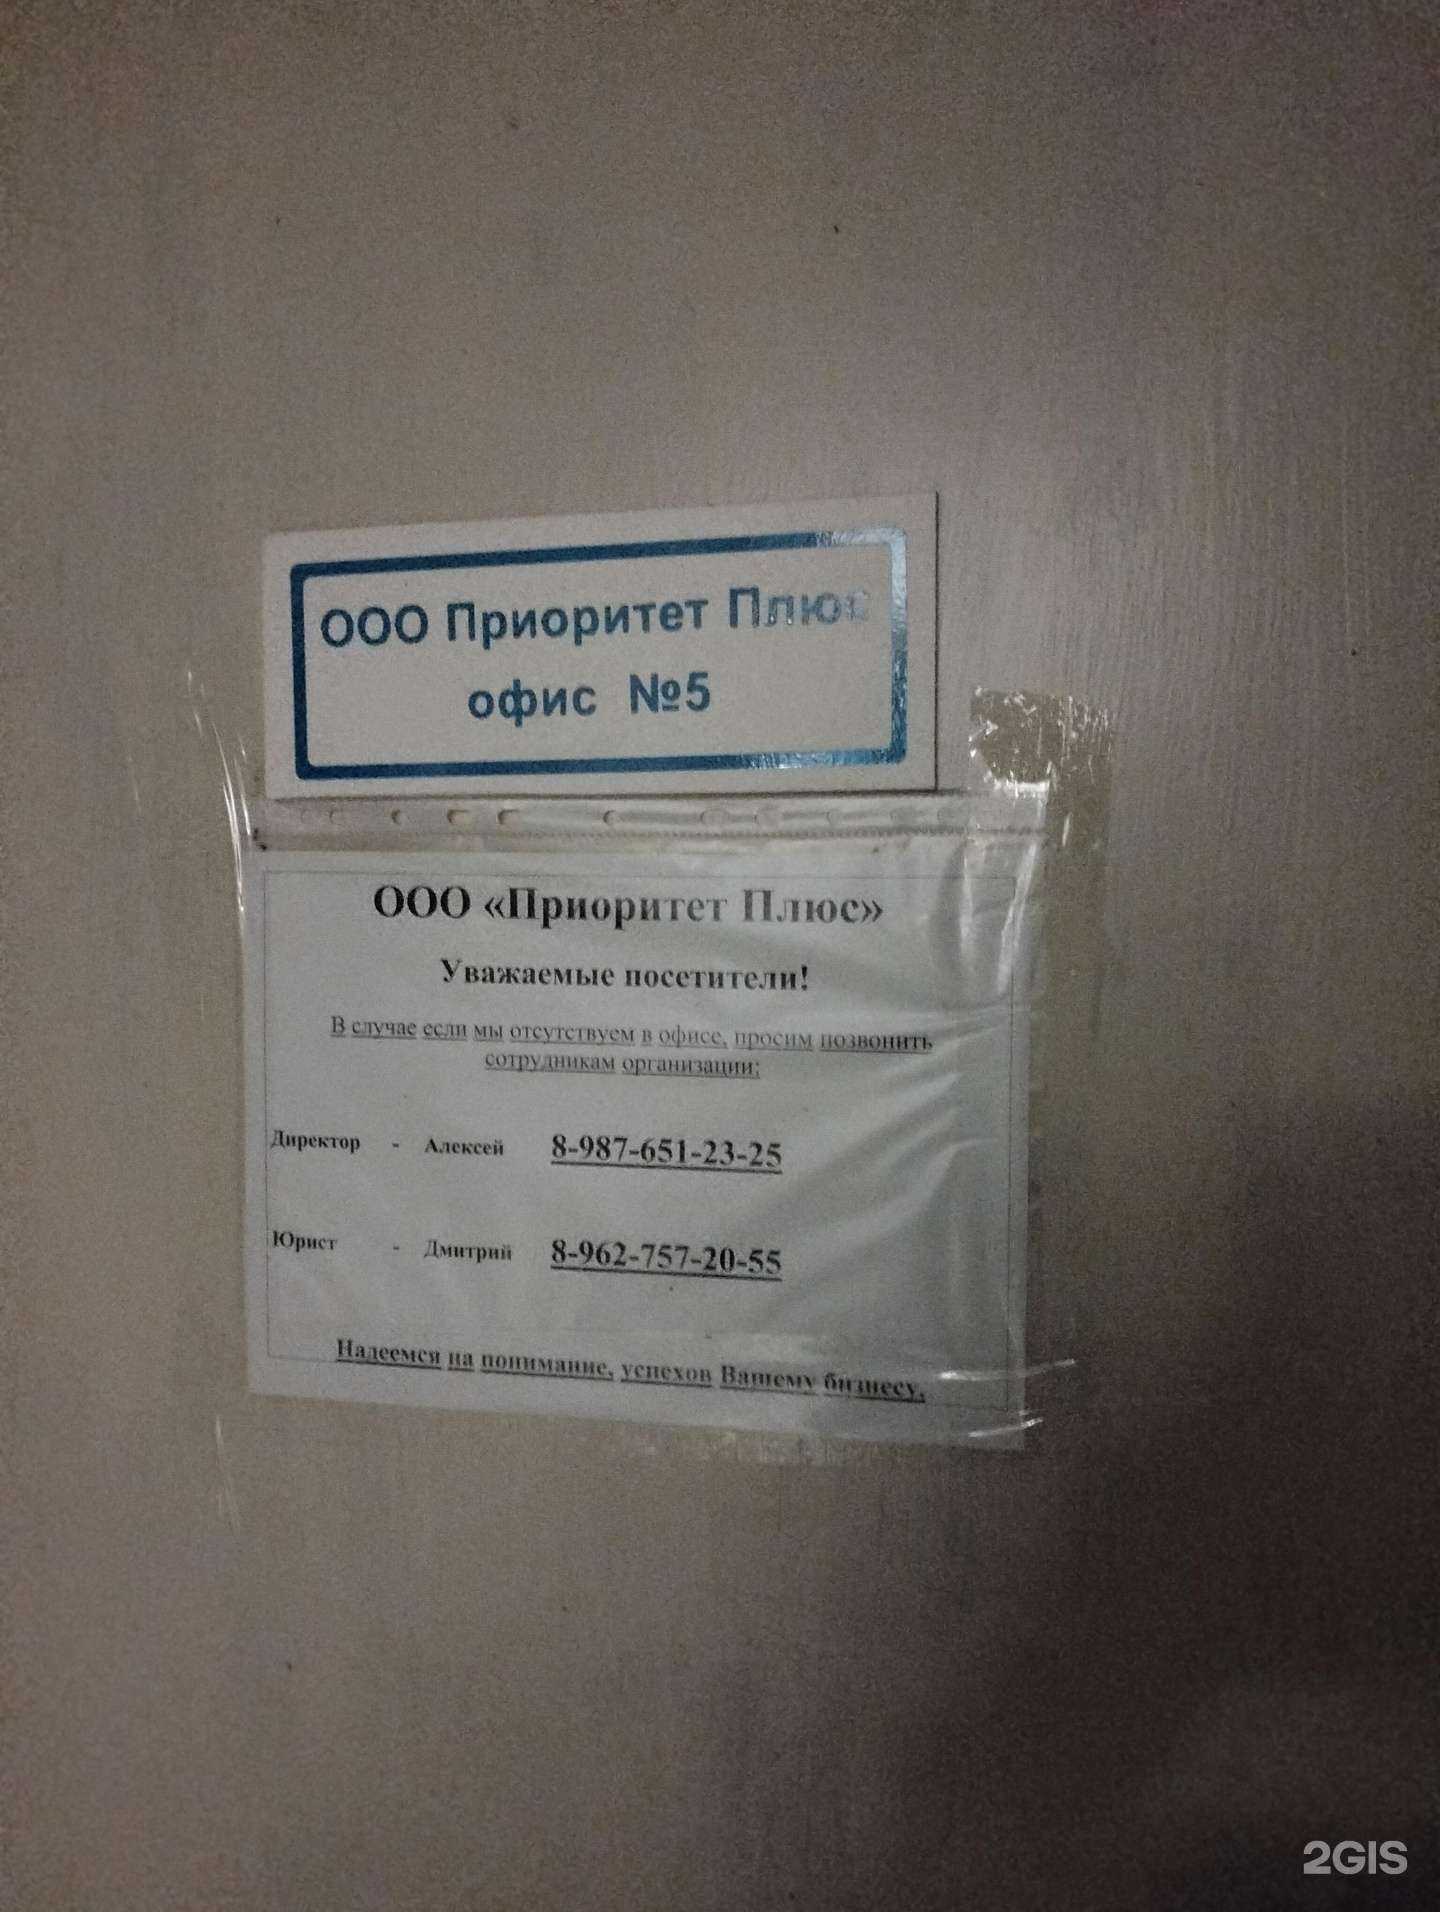 ООО Приоритет Плюс
офис №5
ООО «Приоритет Плюс»
Уважаемые посетители!
В случае если мы отсутствуем в офисе, просим позвонить
сотрудникам организации:
Директор - Алексей 8-987-651-23-25
Юрист - Дмитрий 8-962-757-20-55
Надеемся на понимание, успехов Вашему бизнесу.
2GIS